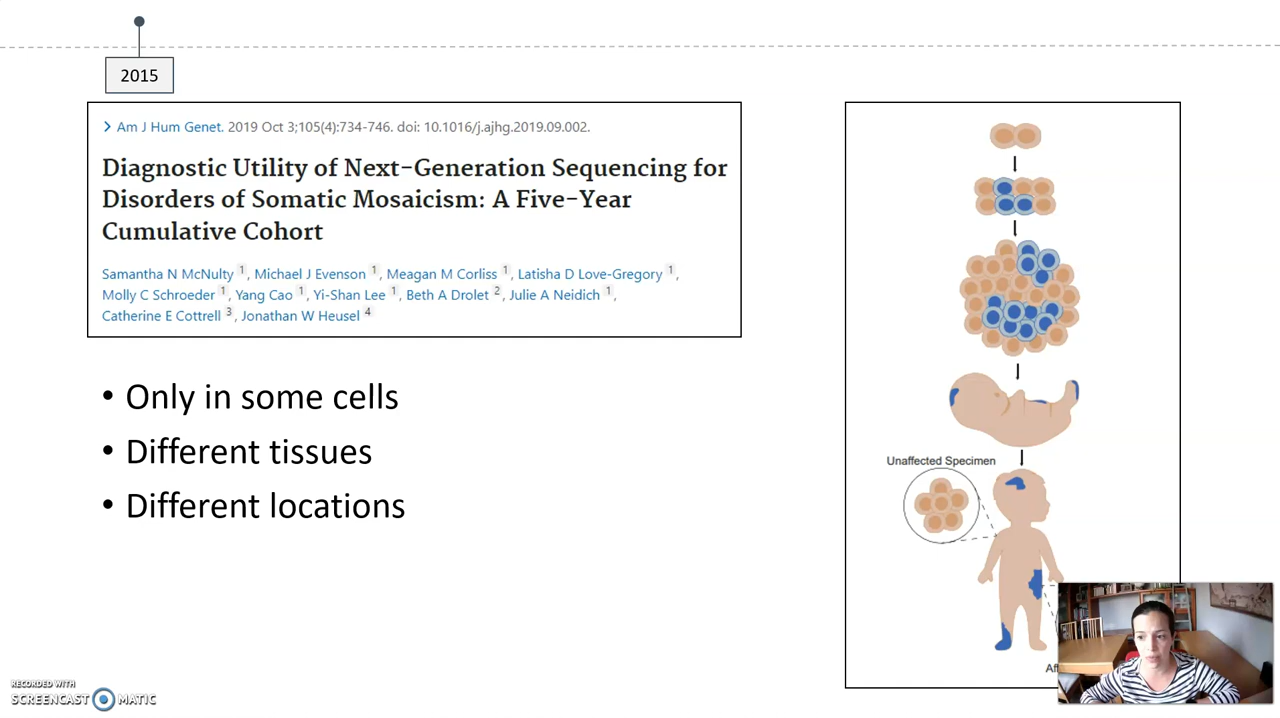 2015
> Am J Hum Genet. 2019 Oct 3;105(4):734-746. doi: 10.1016/j.ajhg.2019.09.002.
Diagnostic Utility of Next-Generation Sequencing for
Disorders of Somatic Mosaicism: A Five-Year
Cumulative Cohort
Samantha N McNulty 1, Michael J Evenson 1, Meagan M Corliss 1, Latisha D Love-Gregory 1,
Molly C Schroeder 1, Yang Cao 1, Yi-Shan Lee 1, Beth A Drolet 2, Julie A Neidich 1,
Catherine E Cottrell 3, Jonathan W Heusel 4
• Only in some cells
• Different tissues
• Different locations
Unaffected Specimen
RECORDED WITH
SCREENCAST MATIC